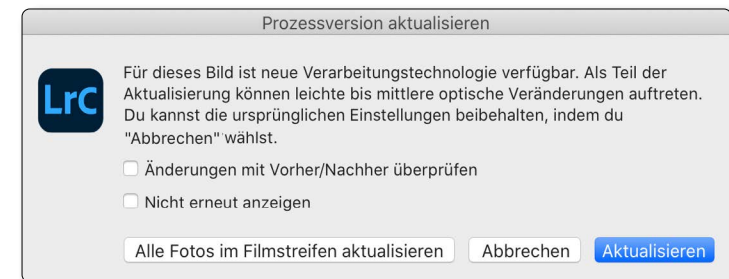 Prozessversion aktualisieren
LrC
Für dieses Bild ist neue Verarbeitungstechnologie verfügbar. Als Teil der
Aktualisierung können leichte bis mittlere optische Veränderungen auftreten.
Du kannst die ursprünglichen Einstellungen beibehalten, indem du
"Abbrechen" wählst.
Änderungen mit Vorher/Nachher überprüfen
Nicht erneut anzeigen
Alle Fotos im Filmstreifen aktualisieren Abbrechen Aktualisieren